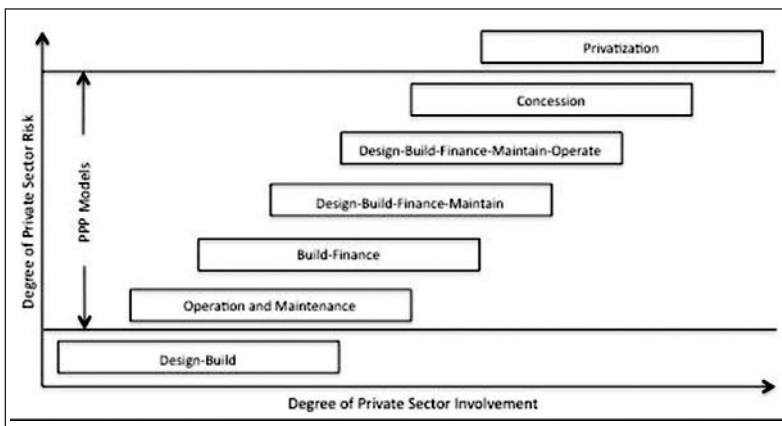 Privatization
Concession
Design-Build-Finance-Maintain-Operate
Design-Build-Finance-Maintain
Build-Finance
Operation and Maintenance
Design-Build
Degree of Private Sector Risk
PPP Models
Degree of Private Sector Involvement